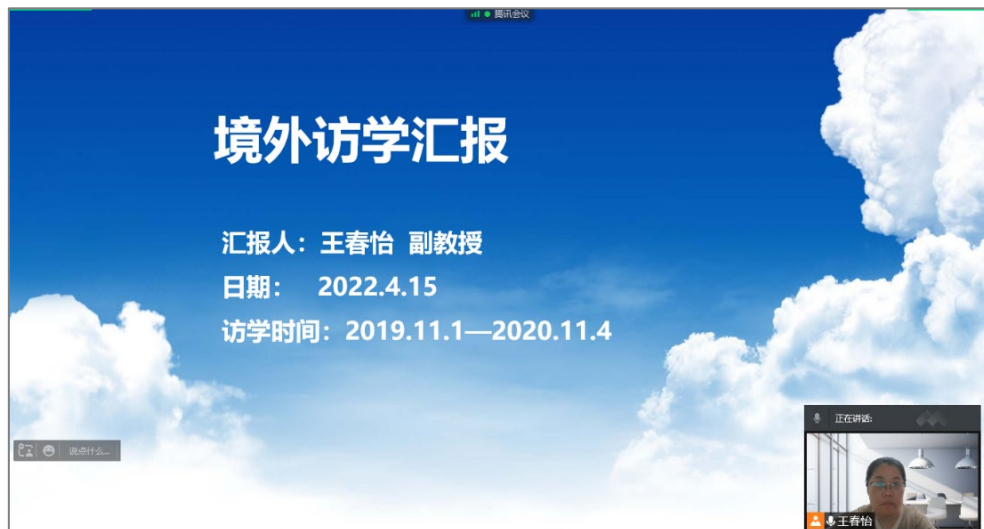 腾讯会议
境外访学汇报
汇报人：王春怡 副教授
日期： 2022.4.15
访学时间：2019.11.1—2020.11.4
说点什么...
正在讲话:
王春怡